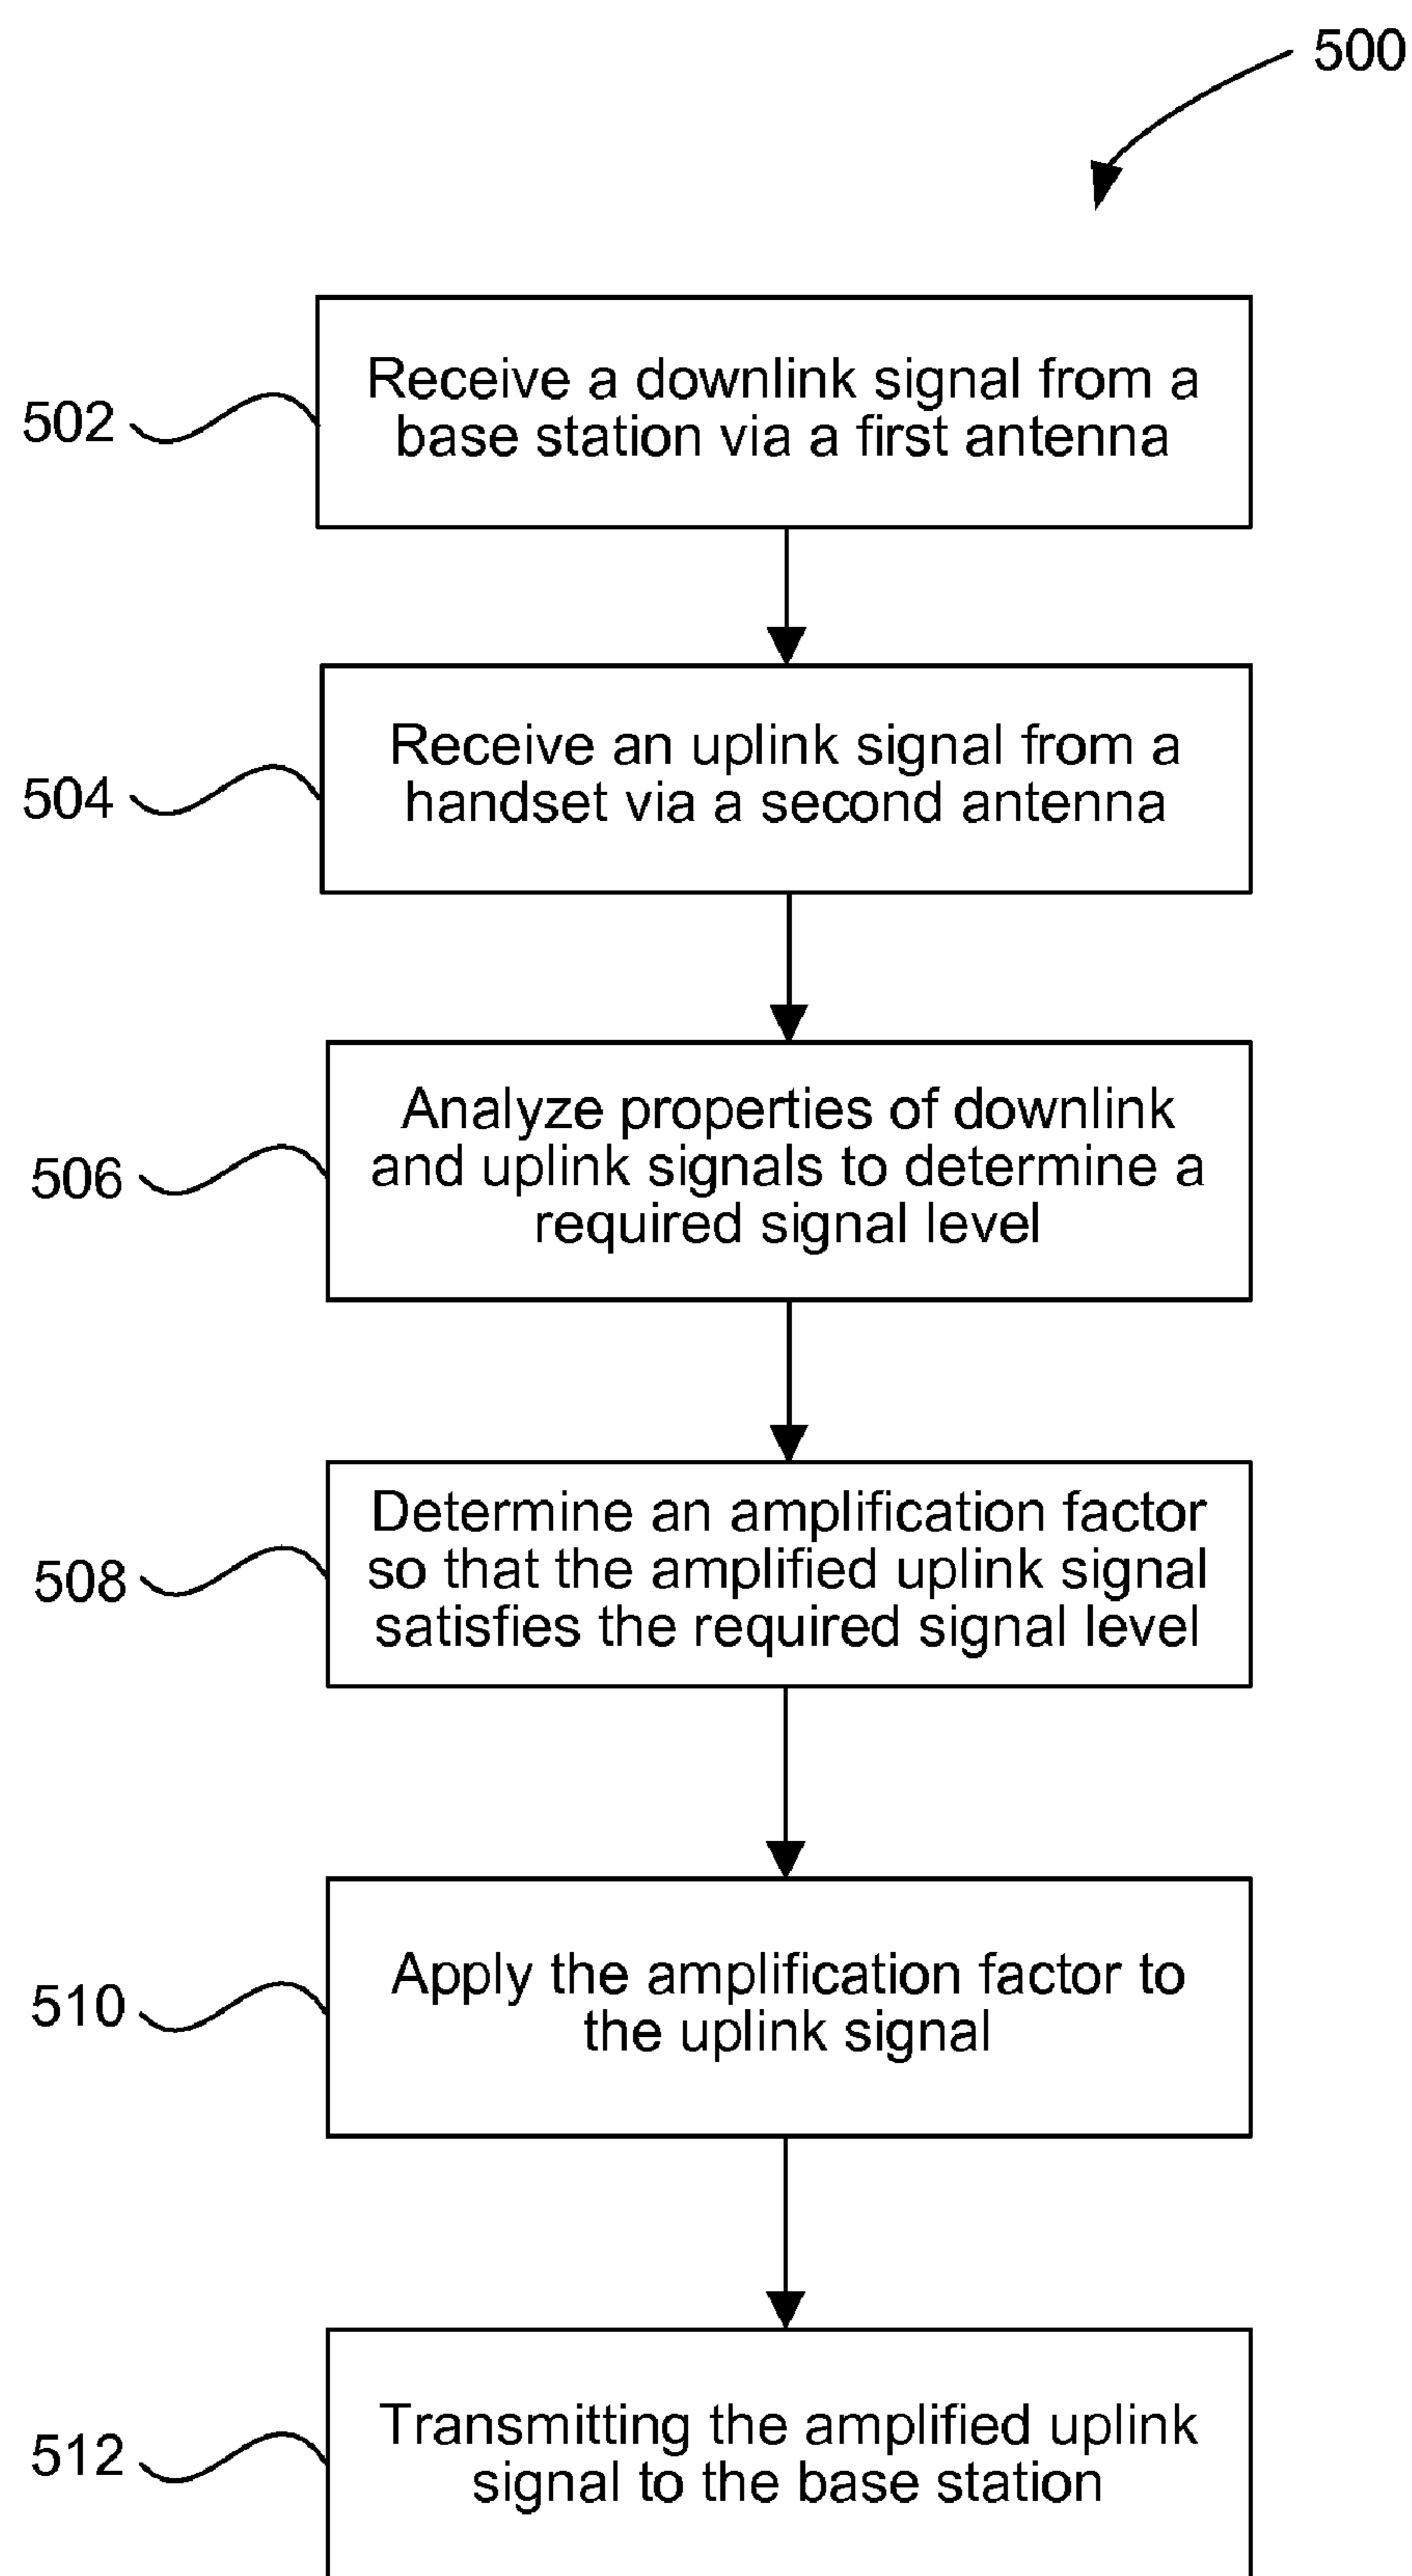 500
502
Receive a downlink signal from a
base station via a first antenna
504
Receive an uplink signal from a
handset via a second antenna
506
Analyze properties of downlink
and uplink signals to determine a
required signal level
508
Determine an amplification factor
so that the amplified uplink signal
satisfies the required signal level
510
Apply the amplification factor to
the uplink signal
512
Transmitting the amplified uplink
signal to the base station